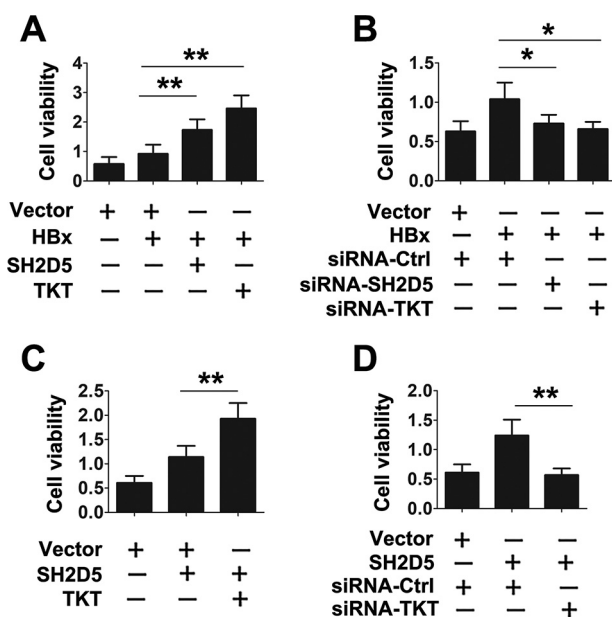 A
**
**
Cell viability
4
3
2
1
0
Vector + + — —
HBx — + + +
SH2D5 — — + —
TKT — — — +
B
*
*
Cell viability
1.5
1.0
0.5
0.0
Vector + — — —
HBx — + + +
siRNA-Ctrl + + — —
siRNA-SH2D5 — — + —
siRNA-TKT — — — +
C
**
Cell viability
2.5
2.0
1.5
1.0
0.5
0.0
Vector + + —
SH2D5 — + +
TKT — — +
D
**
Cell viability
2.0
1.5
1.0
0.5
0.0
Vector + — —
SH2D5 — + +
siRNA-Ctrl + + —
siRNA-TKT — — +